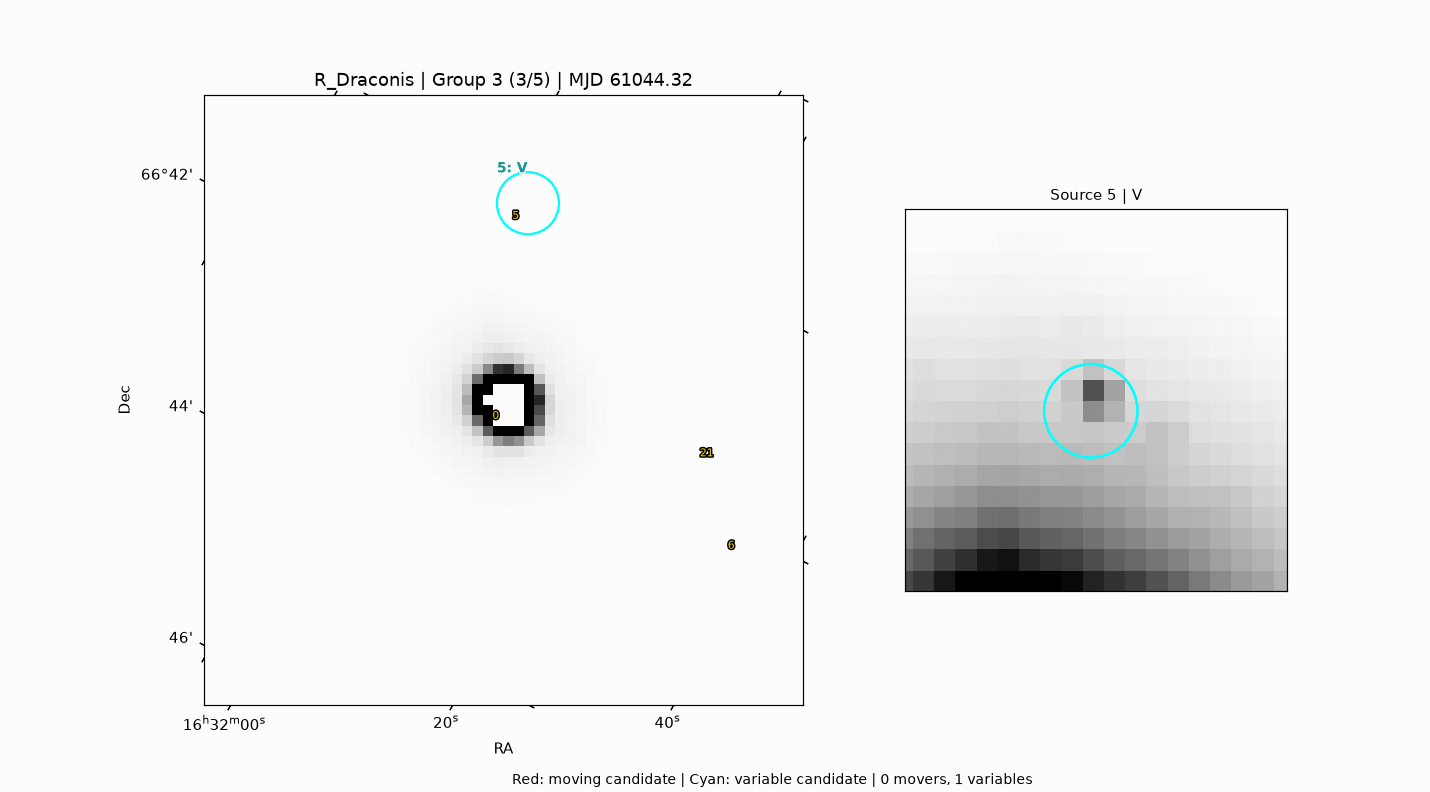 R_Draconis | Group 3 (3/5) | MJD 61044.32
5: V
5
66°42'
44'
46'
Dec
0
21
6
16ʰ32ᵐ00ˢ
20ˢ
40ˢ
RA
Source 5 | V
Red: moving candidate | Cyan: variable candidate | 0 movers, 1 variables